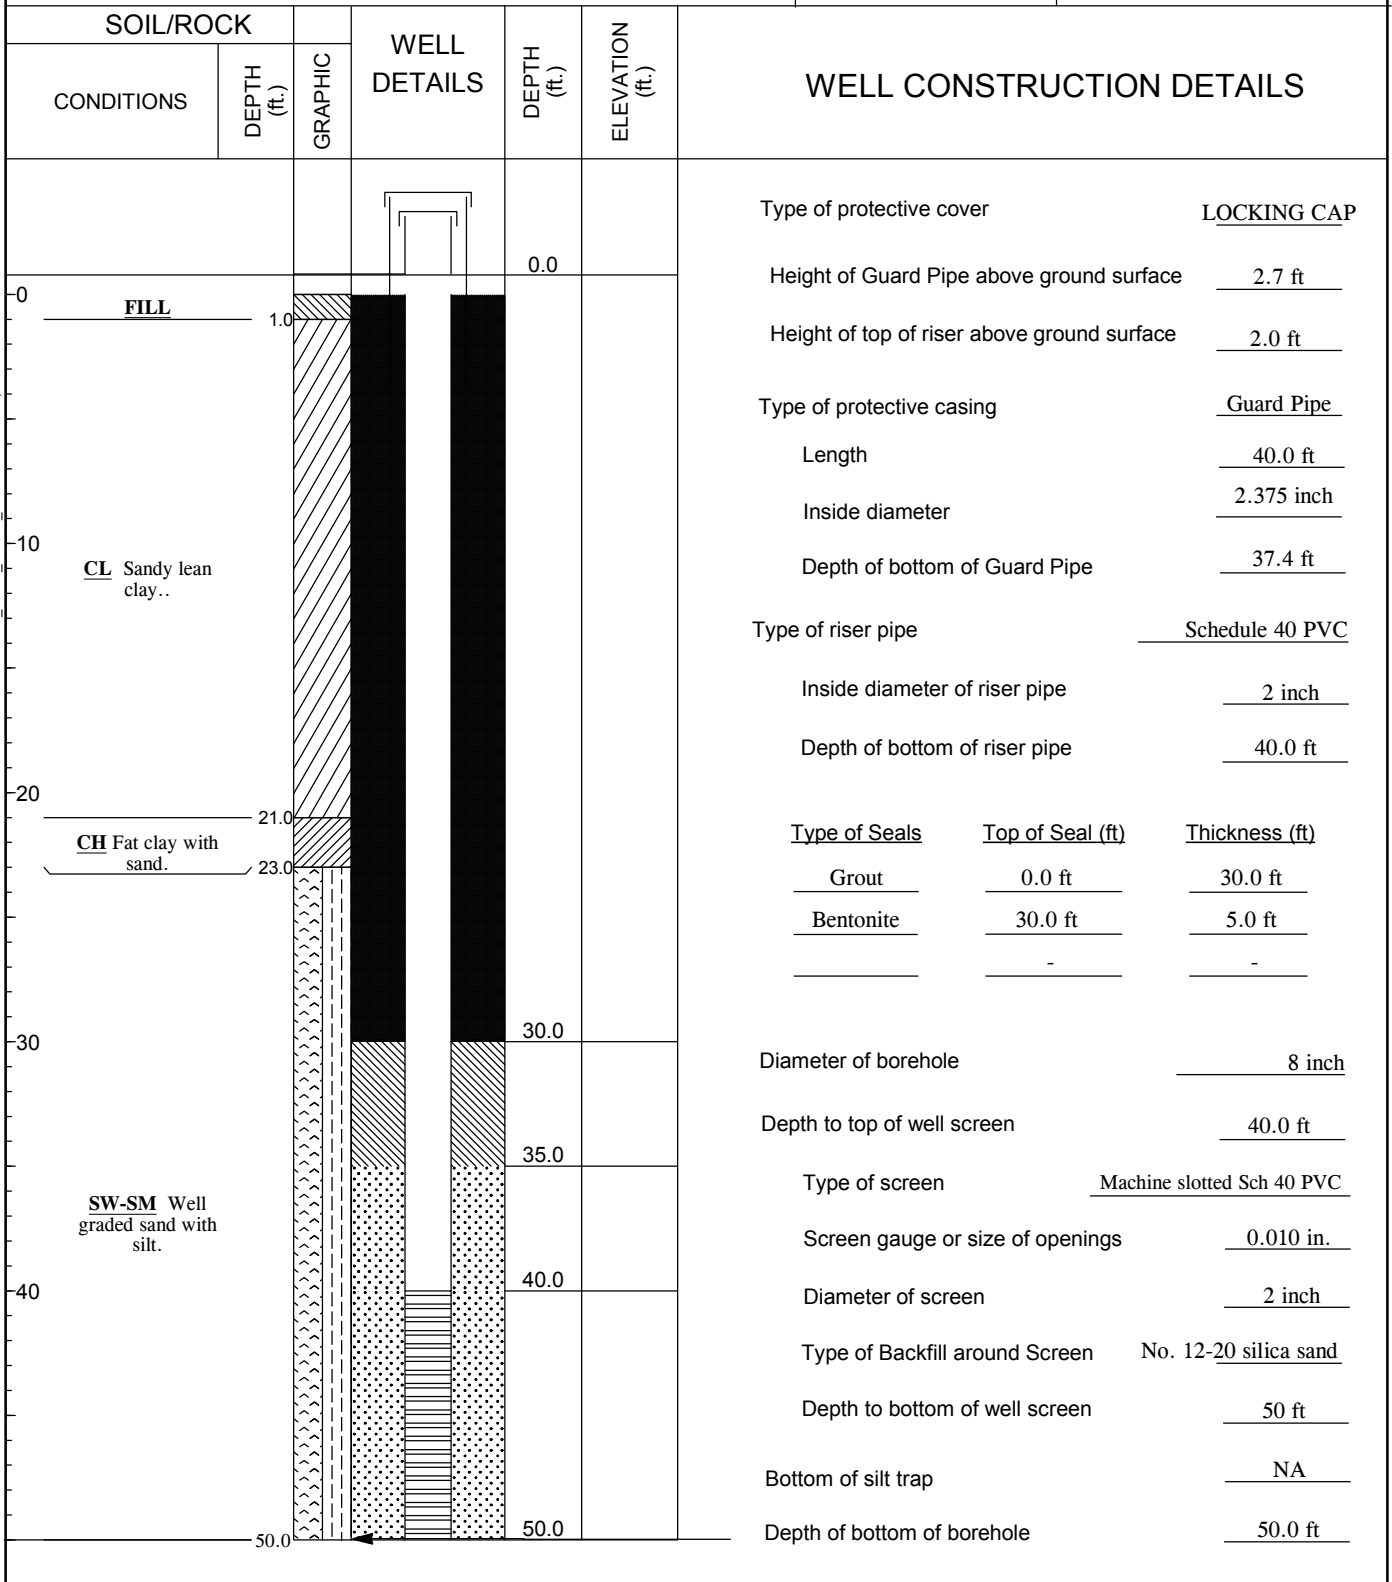 SOIL/ROCK
CONDITIONS
DEPTH
(ft.)
GRAPHIC
WELL
DETAILS
DEPTH
(ft.)
ELEVATION
(ft.)
WELL CONSTRUCTION DETAILS
0.0
0
FILL
1.0
10
CL Sandy lean
clay..
20
21.0
CH Fat clay with
sand.
23.0
30
30.0
35.0
SW-SM Well
graded sand with
silt.
40
40.0
50.0
50.0
Type of protective cover LOCKING CAP
Height of Guard Pipe above ground surface 2.7 ft
Height of top of riser above ground surface 2.0 ft
Type of protective casing Guard Pipe
Length 40.0 ft
Inside diameter 2.375 inch
Depth of bottom of Guard Pipe 37.4 ft
Type of riser pipe Schedule 40 PVC
Inside diameter of riser pipe 2 inch
Depth of bottom of riser pipe 40.0 ft
Type of Seals Top of Seal (ft) Thickness (ft)
Grout 0.0 ft 30.0 ft
Bentonite 30.0 ft 5.0 ft
- -
Diameter of borehole 8 inch
Depth to top of well screen 40.0 ft
Type of screen Machine slotted Sch 40 PVC
Screen gauge or size of openings 0.010 in.
Diameter of screen 2 inch
Type of Backfill around Screen No. 12-20 silica sand
Depth to bottom of well screen 50 ft
Bottom of silt trap NA
Depth of bottom of borehole 50.0 ft